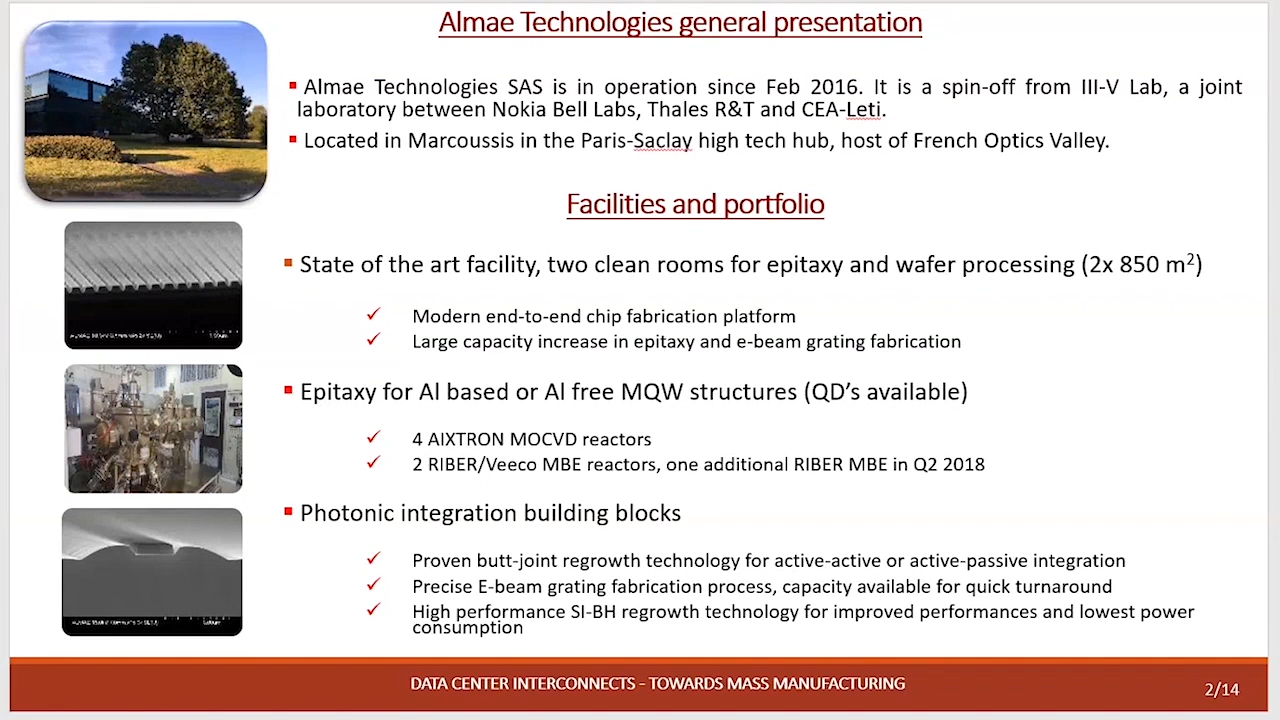 Almae Technologies general presentation
Almae Technologies SAS is in operation since Feb 2016. It is a spin-off from III-V Lab, a joint
laboratory between Nokia Bell Labs, Thales R&T and CEA-Leti.
Located in Marcoussis in the Paris-Saclay high tech hub, host of French Optics Valley.
Facilities and portfolio
State of the art facility, two clean rooms for epitaxy and wafer processing (2x 850 m²)
Modern end-to-end chip fabrication platform
Large capacity increase in epitaxy and e-beam grating fabrication
Epitaxy for Al based or Al free MQW structures (QD's available)
4 AIXTRON MOCVD reactors
2 RIBER/Veeco MBE reactors, one additional RIBER MBE in Q2 2018
Photonic integration building blocks
Proven butt-joint regrowth technology for active-active or active-passive integration
Precise E-beam grating fabrication process, capacity available for quick turnaround
High performance SI-BH regrowth technology for improved performances and lowest power
consumption
DATA CENTER INTERCONNECTS - TOWARDS MASS MANUFACTURING
2/14